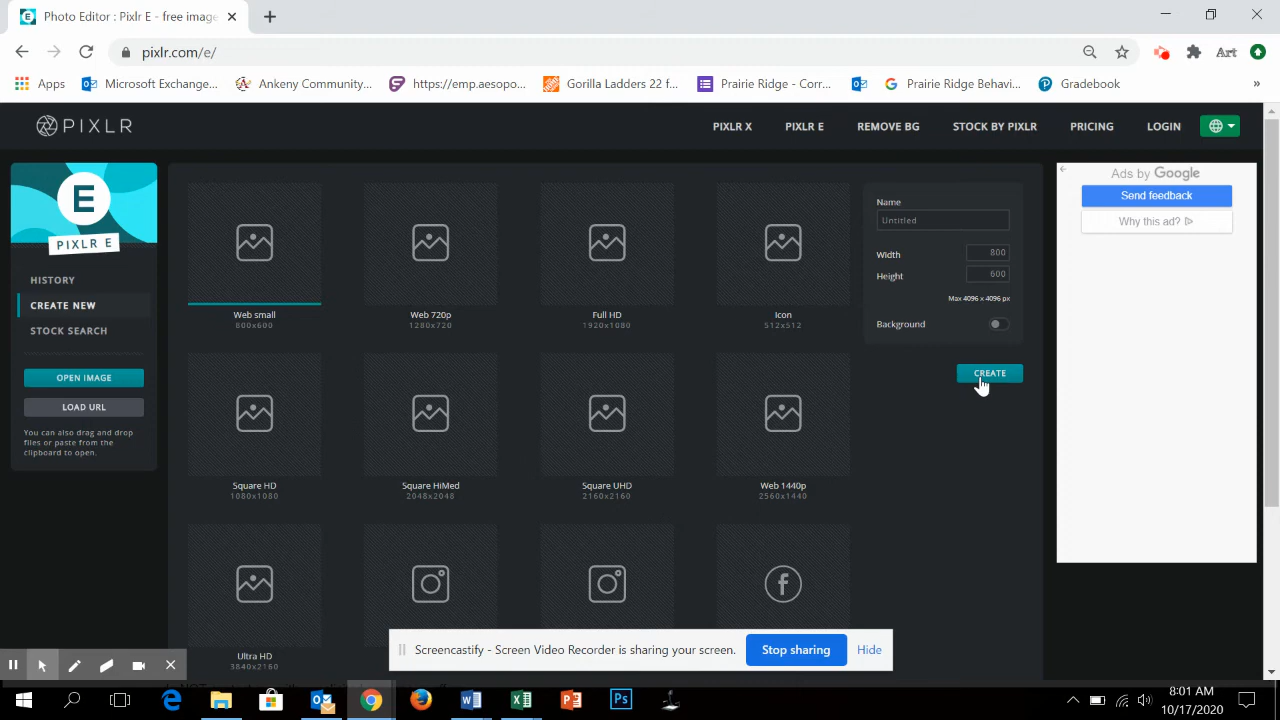 Photo Editor : Pixlr E - free image
pixlr.com/e/
Art
Apps
Microsoft Exchange...
Ankeny Community...
https://emp.aesopo...
Gorilla Ladders 22 f...
Prairie Ridge - Corr...
Prairie Ridge Behavi...
Gradebook
»
PIXLR
PIXLR X
PIXLR E
REMOVE BG
STOCK BY PIXLR
PRICING
LOGIN
E
PIXLR E
HISTORY
CREATE NEW
STOCK SEARCH
OPEN IMAGE
LOAD URL
You can also drag and drop
files or paste from the
clipboard to open.
Web small
800x600
Web 720p
1280x720
Full HD
1920x1080
Icon
512x512
Square HD
1080x1080
Square HiMed
2048x2048
Square UHD
2160x2160
Web 1440p
2560x1440
Ultra HD
3840x2160
Name
Untitled
Width 800
Height 600
Max 4096 x 4096 px
Background
CREATE
Ads by Google
Send feedback
Why this ad?
Screencastify - Screen Video Recorder is sharing your screen.
Stop sharing
Hide
8:01 AM
10/17/2020